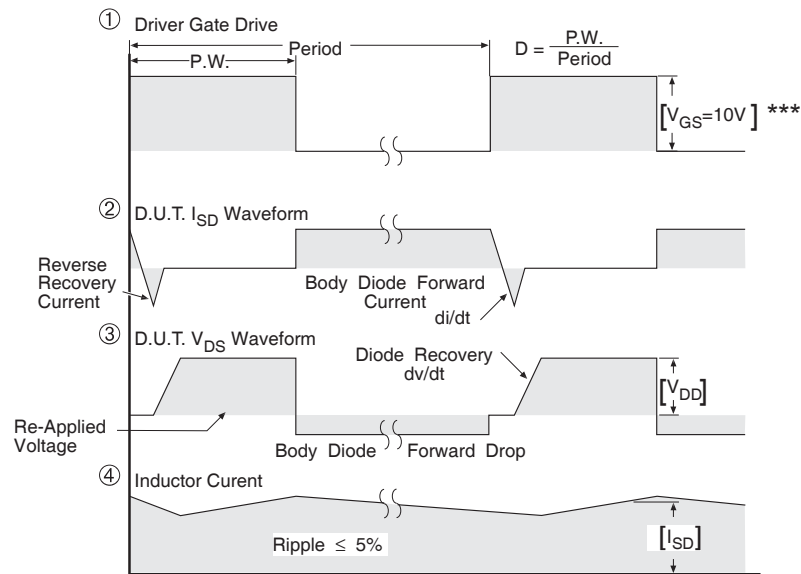 ① Driver Gate Drive
P.W.
Period
D = P.W.
Period
[VGS=10V] ***
② D.U.T. ISD Waveform
Reverse
Recovery
Current
Body Diode Forward
Current
di/dt
③ D.U.T. VDS Waveform
Diode Recovery
dv/dt
[VDD]
Re-Applied
Voltage
Body Diode Forward Drop
④ Inductor Curent
Ripple ≤ 5%
[ISD]